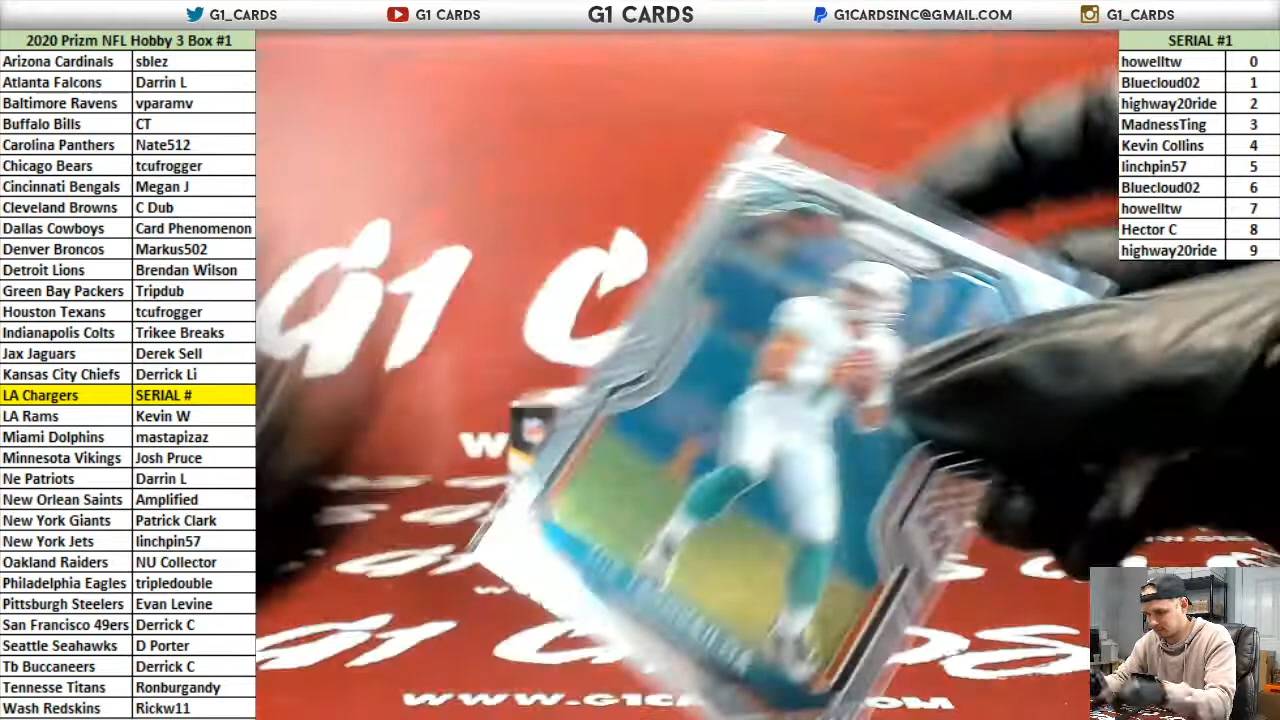 G1_CARDS
G1 CARDS
G1 CARDS
G1CARDSINC@GMAIL.COM
G1_CARDS
2020 Prizm NFL Hobby 3 Box #1
Arizona Cardinals sblez
Atlanta Falcons Darrin L
Baltimore Ravens vparamv
Buffalo Bills CT
Carolina Panthers Nate512
Chicago Bears tcufrogger
Cincinnati Bengals Megan J
Cleveland Browns C Dub
Dallas Cowboys Card Phenomenon
Denver Broncos Markus502
Detroit Lions Brendan Wilson
Green Bay Packers Tripdub
Houston Texans tcufrogger
Indianapolis Colts Trikee Breaks
Jax Jaguars Derek Sell
Kansas City Chiefs Derrick Li
LA Chargers SERIAL #
LA Rams Kevin W
Miami Dolphins mastapizaz
Minnesota Vikings Josh Pruce
Ne Patriots Darrin L
New Orlean Saints Amplified
New York Giants Patrick Clark
New York Jets linchpin57
Oakland Raiders NU Collector
Philadelphia Eagles tripledouble
Pittsburgh Steelers Evan Levine
San Francisco 49ers Derrick C
Seattle Seahawks D Porter
Tb Buccaneers Derrick C
Tennesse Titans Ronburgandy
Wash Redskins Rickw11
SERIAL #1
howelltw 0
Bluecloud02 1
highway20ride 2
MadnessTing 3
Kevin Collins 4
linchpin57 5
Bluecloud02 6
howelltw 7
Hector C 8
highway20ride 9
G1 C
G1
WWW.G1CA